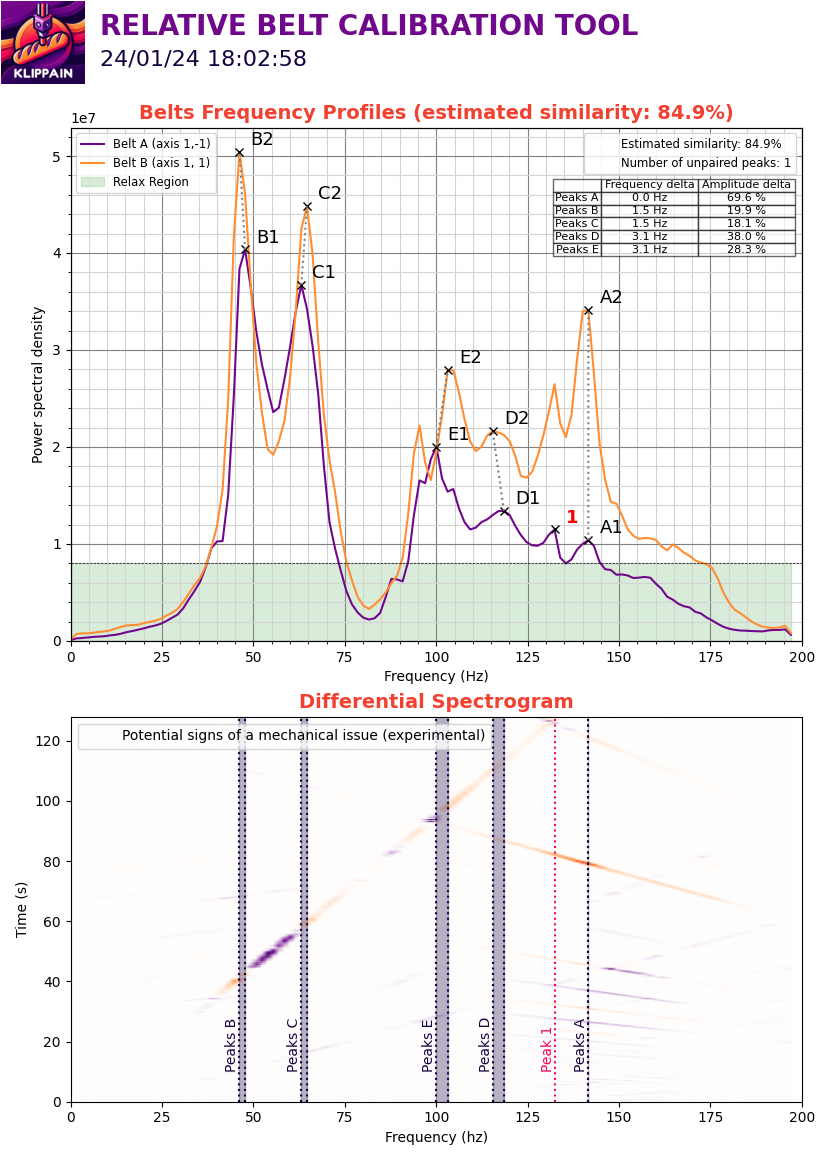 RELATIVE BELT CALIBRATION TOOL
24/01/24 18:02:58
KLIPPAIN
Belts Frequency Profiles (estimated similarity: 84.9%)
1e7
Belt A (axis 1,-1)
Belt B (axis 1, 1)
Relax Region
Estimated similarity: 84.9%
Number of unpaired peaks: 1
Frequency delta Amplitude delta
Peaks A 0.0 Hz 69.6 %
Peaks B 1.5 Hz 19.9 %
Peaks C 1.5 Hz 18.1 %
Peaks D 3.1 Hz 38.0 %
Peaks E 3.1 Hz 28.3 %
B2
C2
B1
C1
A2
E2
D2
E1
D1
1
A1
5
4
3
2
1
0
Power spectral density
0 25 50 75 100 125 150 175 200
Frequency (Hz)
Differential Spectrogram
Potential signs of a mechanical issue (experimental)
120
100
80
60
40
20
0
Time (s)
Peaks B
Peaks C
Peaks E
Peaks D
Peak 1
Peaks A
0 25 50 75 100 125 150 175 200
Frequency (hz)